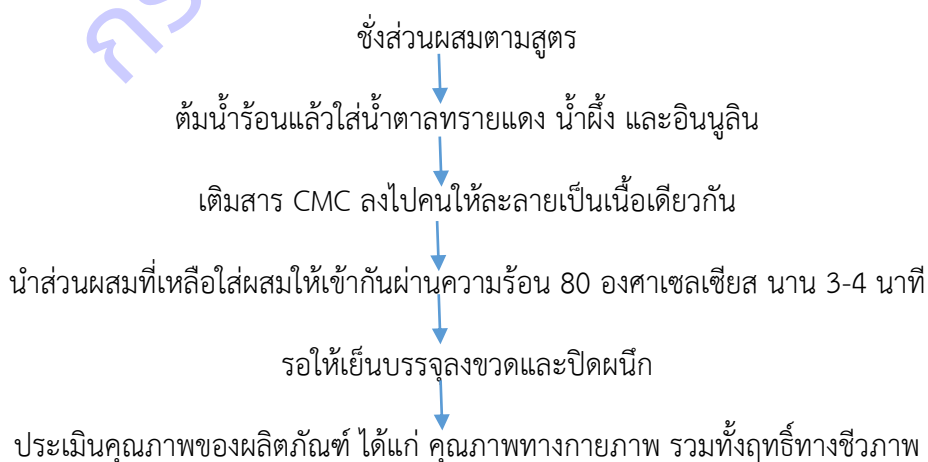 ชั่งส่วนผสมตามสูตร
ต้มน้ำร้อนแล้วใส่น้ำตาลทรายแดง น้ำผึ้ง และอินนูลิน
เติมสาร CMC ลงไปคนให้ละลายเป็นเนื้อเดียวกัน
นำส่วนผสมที่เหลือใส่ผสมให้เข้ากันผ่านความร้อน 80 องศาเซลเซียส นาน 3-4 นาที
รอให้เย็นบรรจุลงขวดและปิดผนึก
ประเมินคุณภาพของผลิตภัณฑ์ ได้แก่ คุณภาพทางกายภาพ รวมทั้งฤทธิ์ทางชีวภาพ